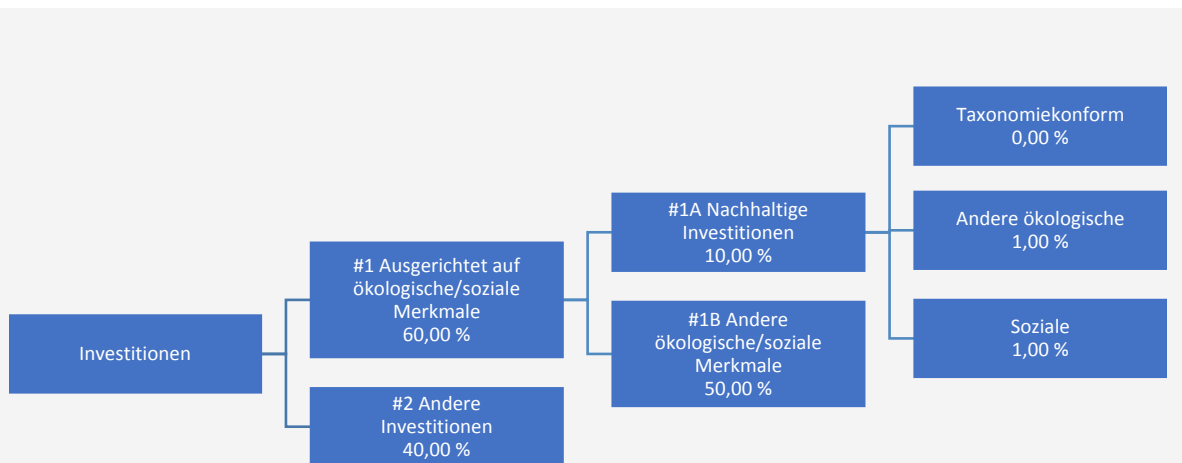 Investitionen
#1 Ausgerichtet auf
ökologische/soziale
Merkmale
60,00 %
#2 Andere
Investitionen
40,00 %
#1A Nachhaltige
Investitionen
10,00 %
#1B Andere
ökologische/soziale
Merkmale
50,00 %
Taxonomiekonform
0,00 %
Andere ökologische
1,00 %
Soziale
1,00 %